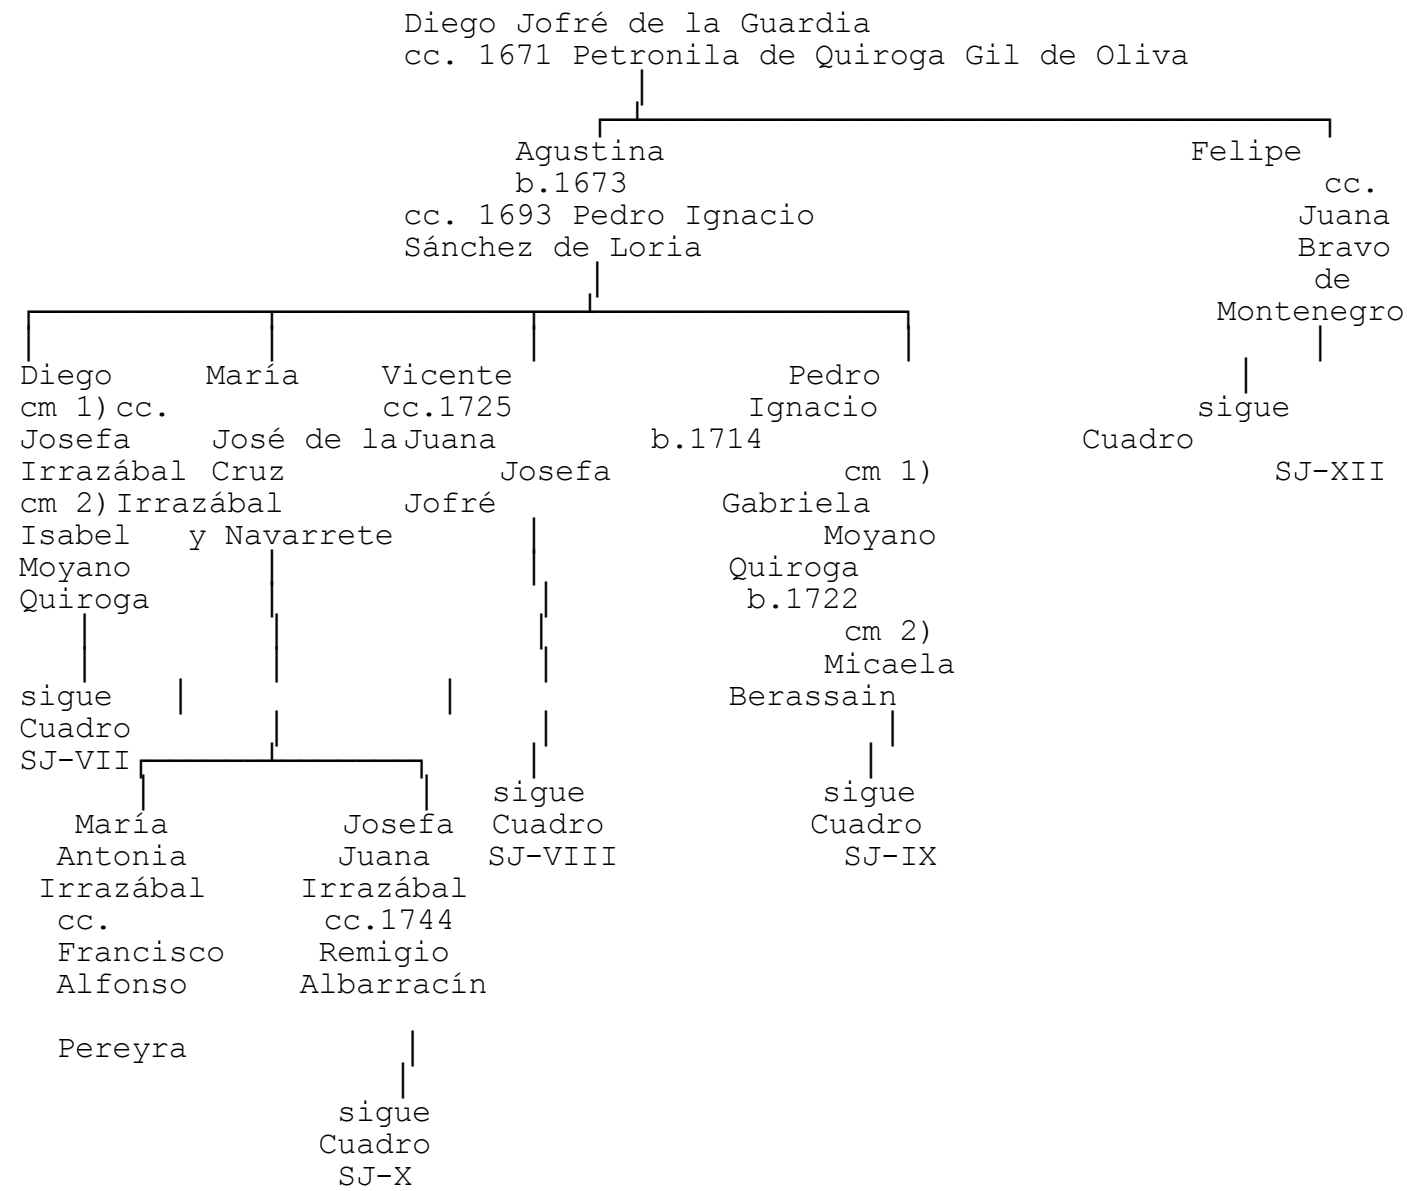 Diego Jofré de la Guardia
cc. 1671 Petronila de Quiroga Gil de Oliva
Agustina Felipe
b.1673 cc.
cc. 1693 Pedro Ignacio Juana
Sánchez de Loria Bravo
de
Montenegro
Diego María Vicente Pedro
cm 1) cc. cc.1725 Ignacio sigue
Josefa José de la Juana b.1714 Cuadro
Irrazábal Cruz Josefa cm 1) SJ-XII
cm 2) Irrazábal Jofré Gabriela
Isabel y Navarrete Moyano
Moyano Quiroga
Quiroga b.1722
cm 2)
Micaela
sigue Berassain
Cuadro
SJ-VII
sigue sigue
María Josefa Cuadro Cuadro
Antonia Juana SJ-VIII SJ-IX
Irrazábal Irrazábal
cc. cc.1744
Francisco Remigio
Alfonso Albarracín
Pereyra
sigue
Cuadro
SJ-X